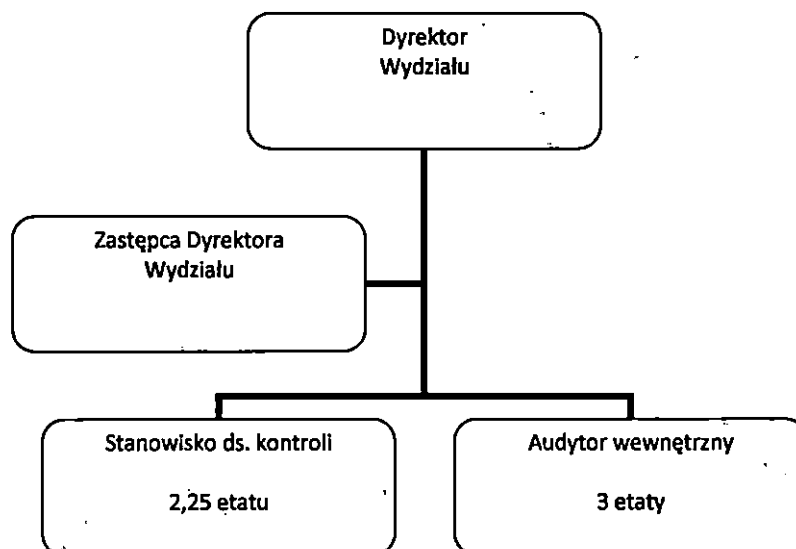 Dyrektor
Wydziału
Zastępca Dyrektora
Wydziału
Stanowisko ds. kontroli
2,25 etatu
Audytor wewnętrzny
3 etaty